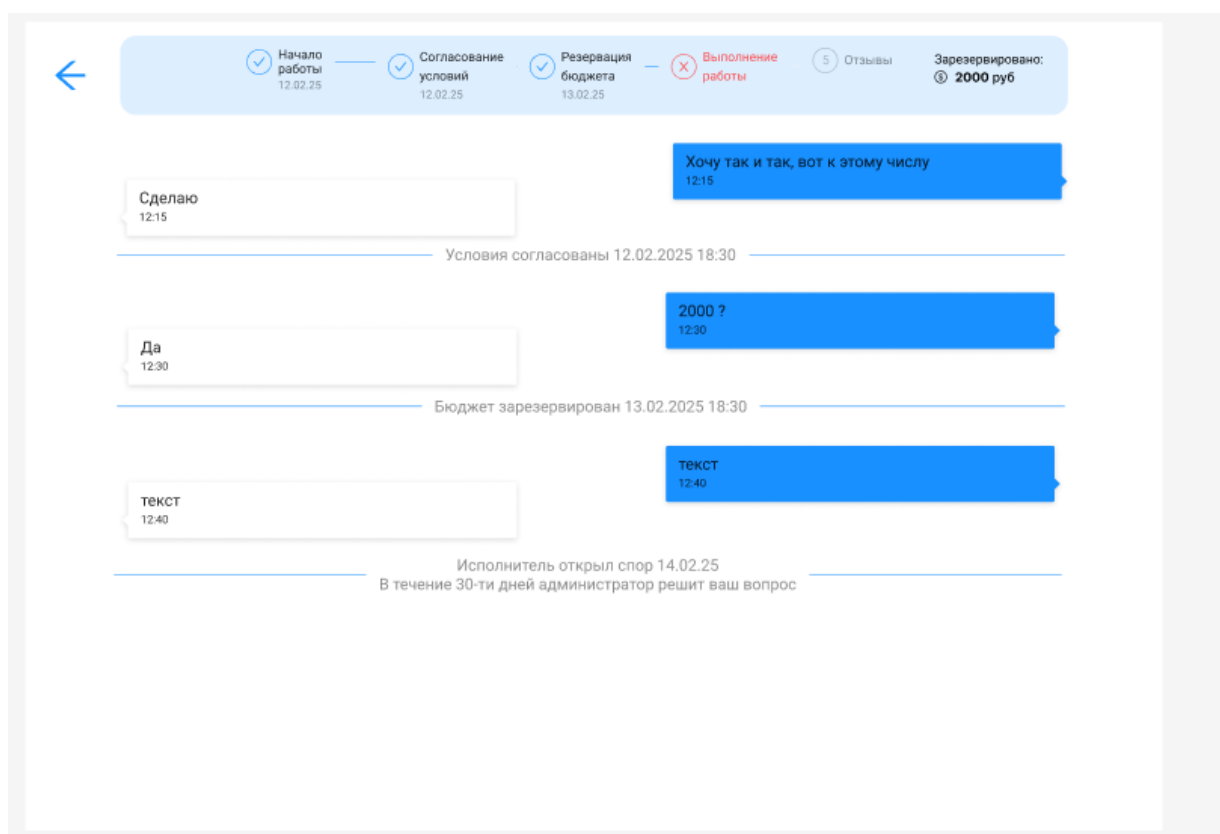 Начало
работы
12.02.25
Согласование
условий
12.02.25
Резервация
бюджета
13.02.25
Выполнение
работы
5 Отзывы
Зарезервировано:
2000 руб
Хочу так и так, вот к этому числу
12:15
Сделаю
12:15
Условия согласованы 12.02.2025 18:30
2000 ?
12:30
Да
12:30
Бюджет зарезервирован 13.02.2025 18:30
текст
12:40
текст
12:40
Исполнитель открыл спор 14.02.25
В течение 30-ти дней администратор решит ваш вопрос